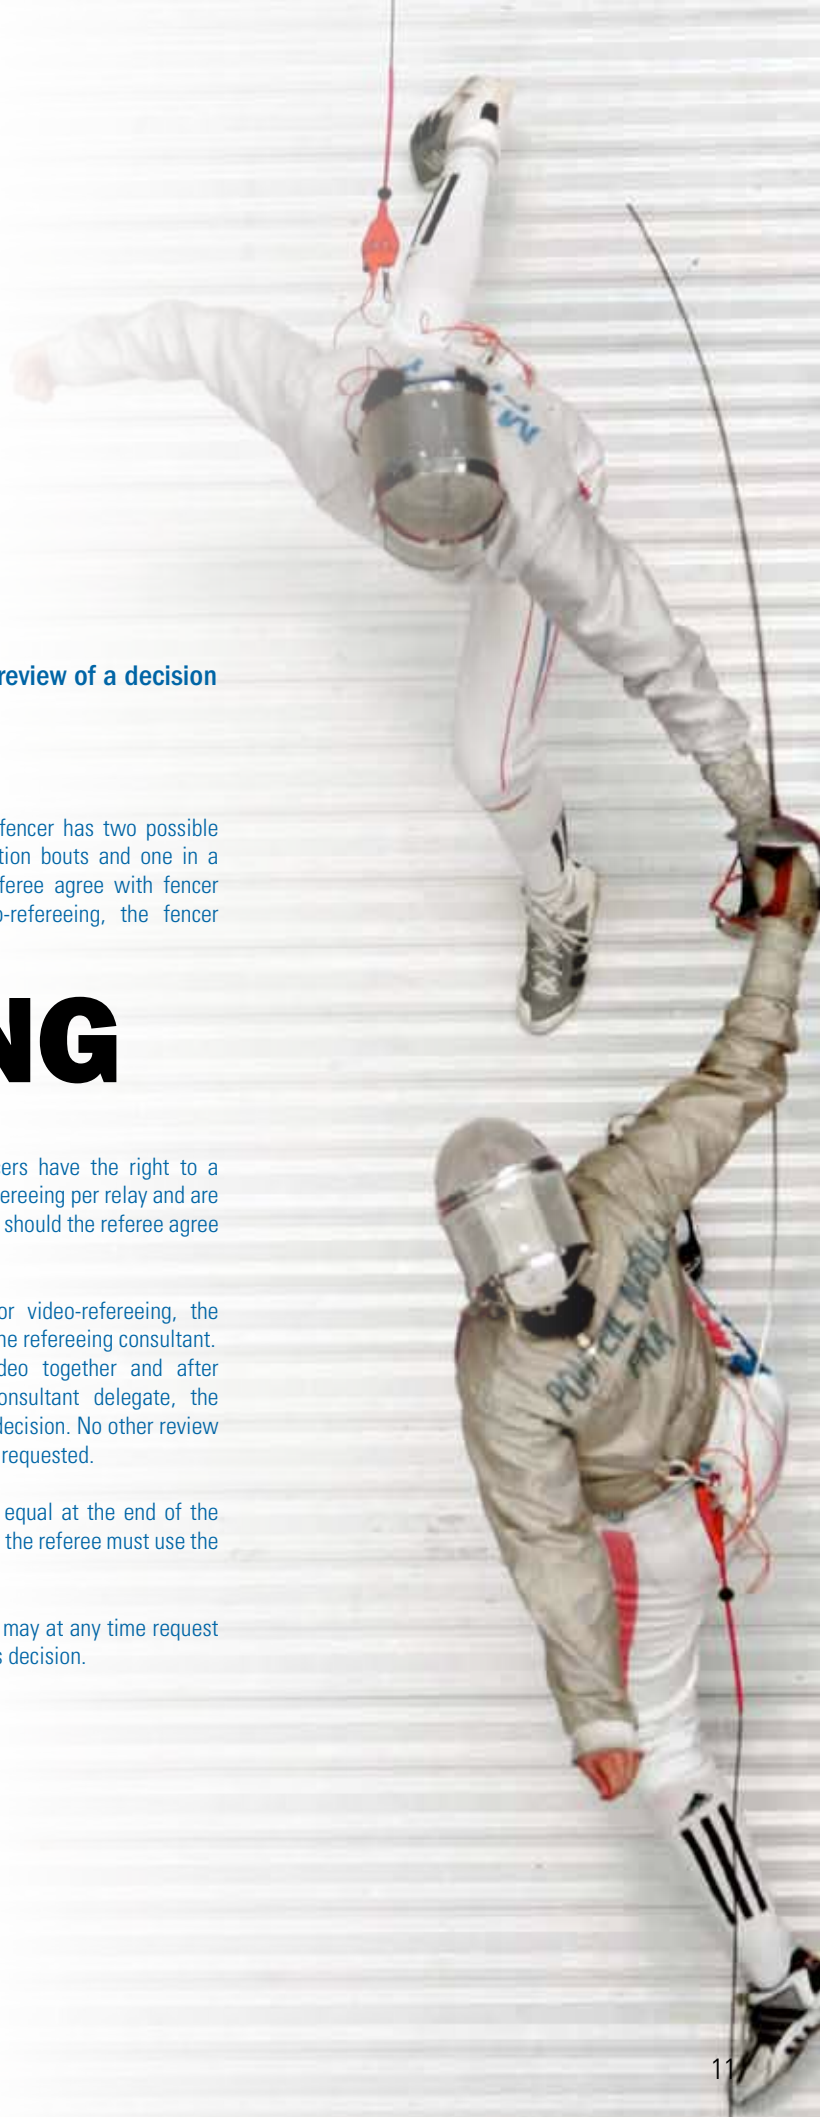 review of a decision
fencer has two possible
tion bouts and one in a
feree agree with fencer
o-refereeing, the fencer
NG
cers have the right to a
fereeing per relay and are
should the referee agree
or video-refereeing, the
he refereeing consultant.
deo together and after
onsultant delegate, the
decision. No other review
requested.
equal at the end of the
the referee must use the
may at any time request
s decision.
FRA
11